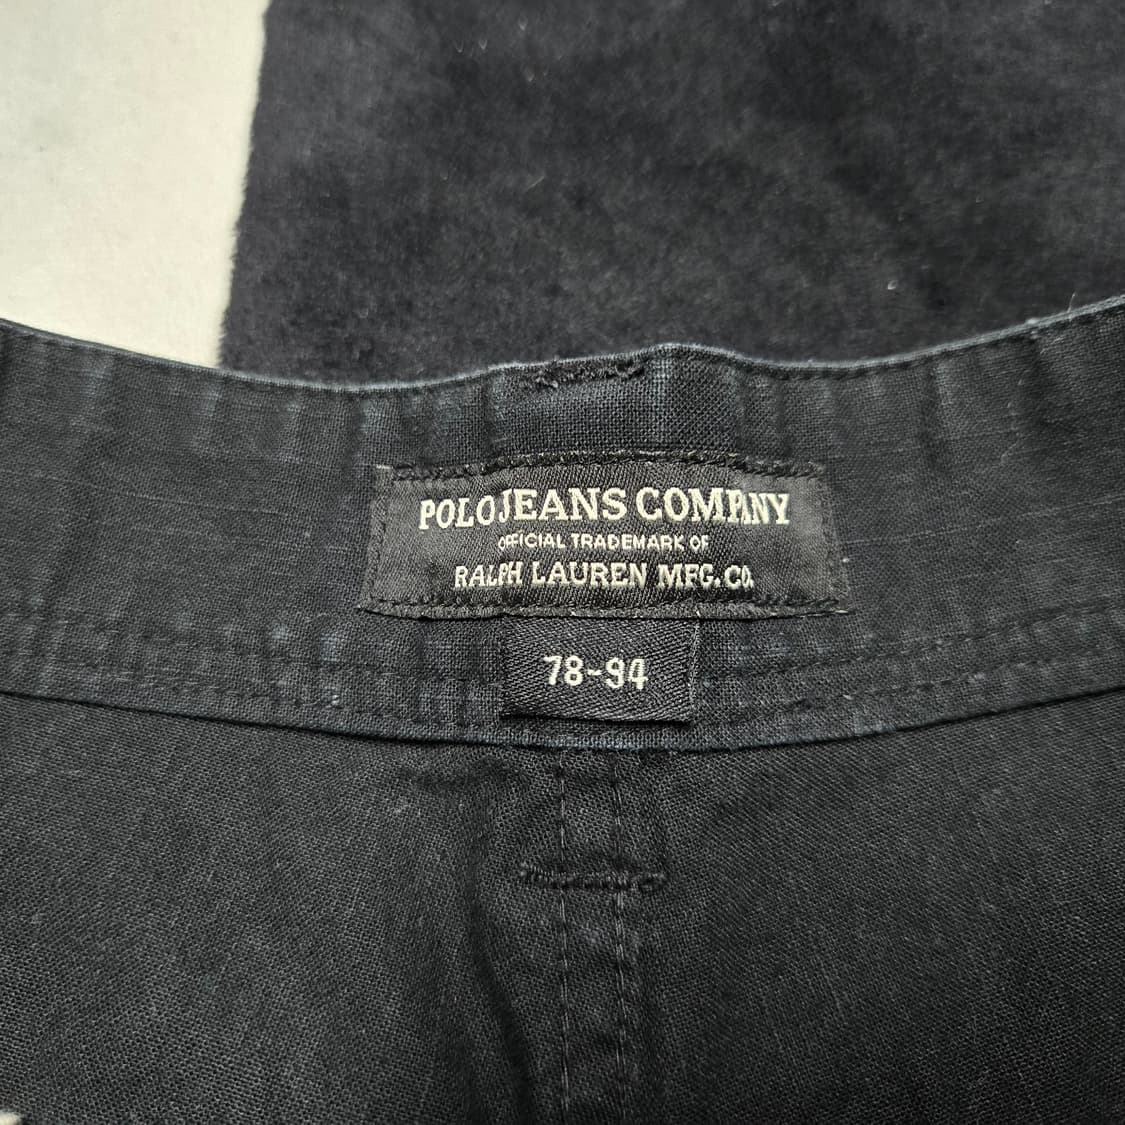 POLO JEANS COMPANY
OFFICIAL TRADEMARK OF
RALPH LAUREN MFG. CO.
78-94